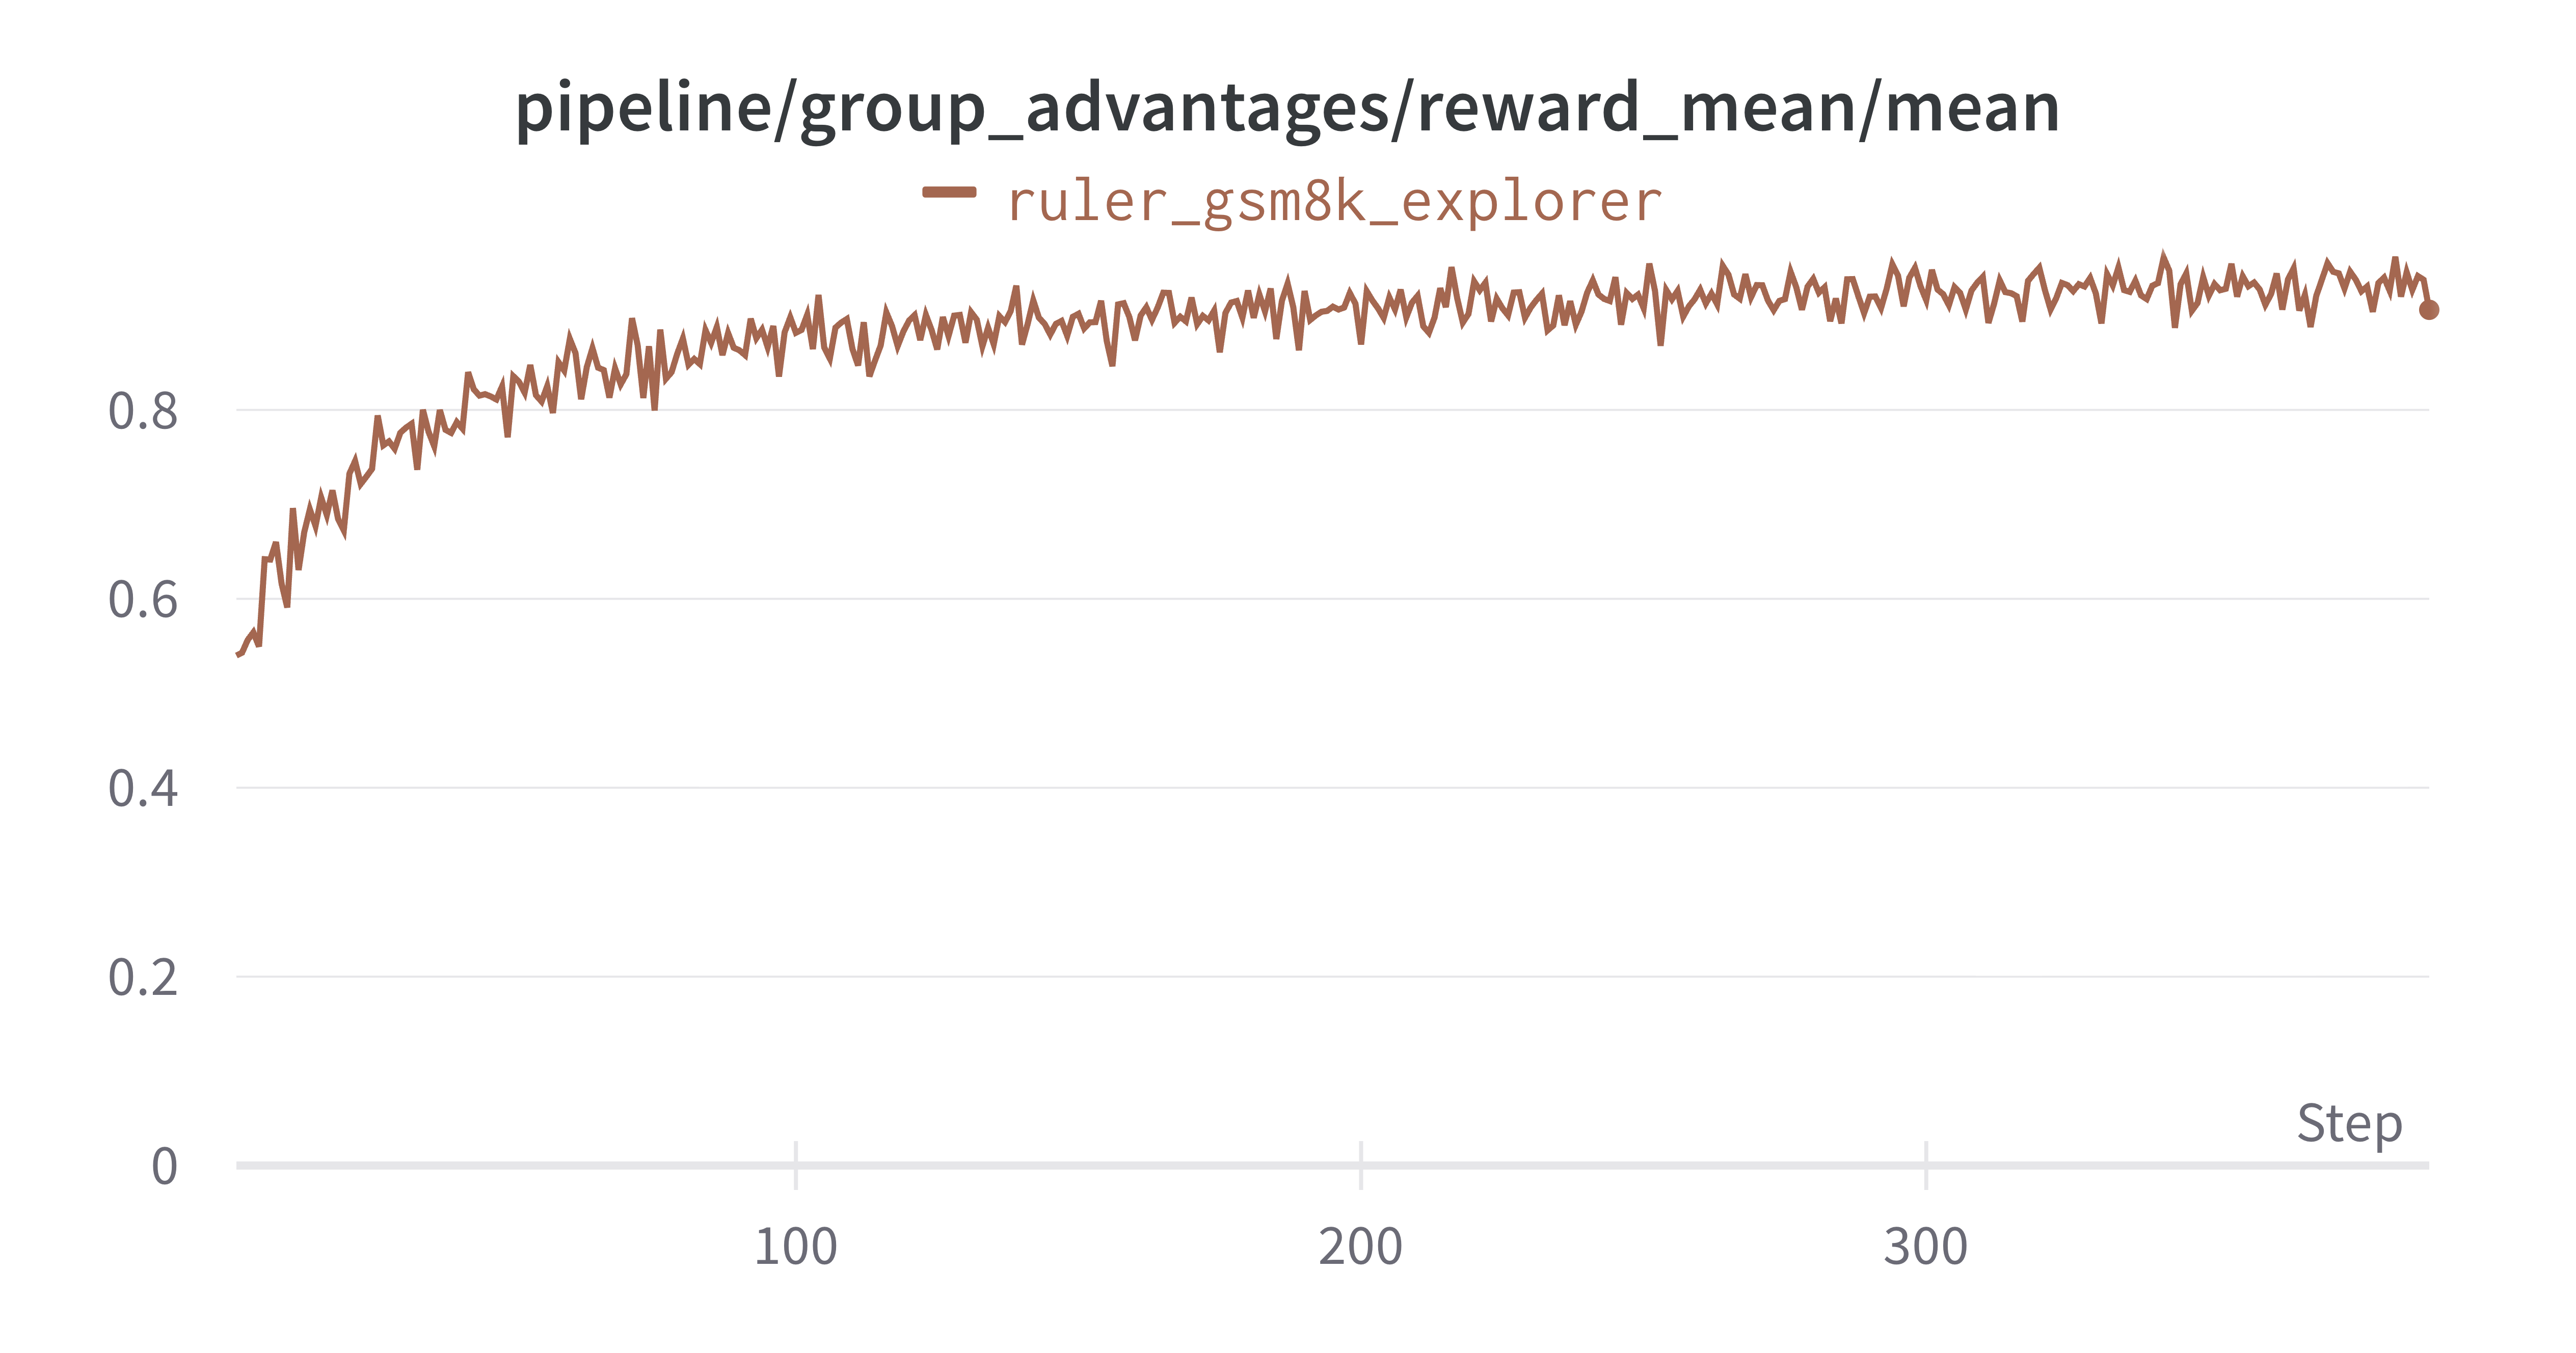 pipeline/group_advantages/reward_mean/mean
ruler_gsm8k_explorer
0.8
0.6
0.4
0.2
Step
0
100 200 300